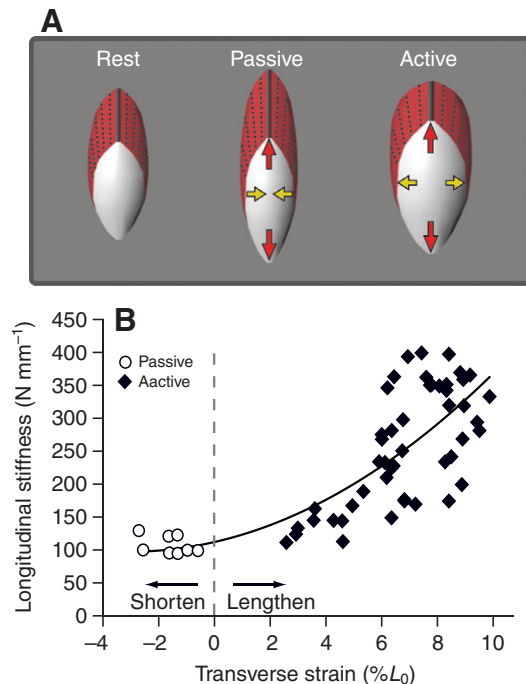 A
Rest Passive Active
B
Longitudinal stiffness (N mm⁻¹)
450
400
350
300
250
200
150
100
50
0
Passive
Aactive
Shorten Lengthen
–4 –2 0 2 4 6 8 10
Transverse strain (%L₀)